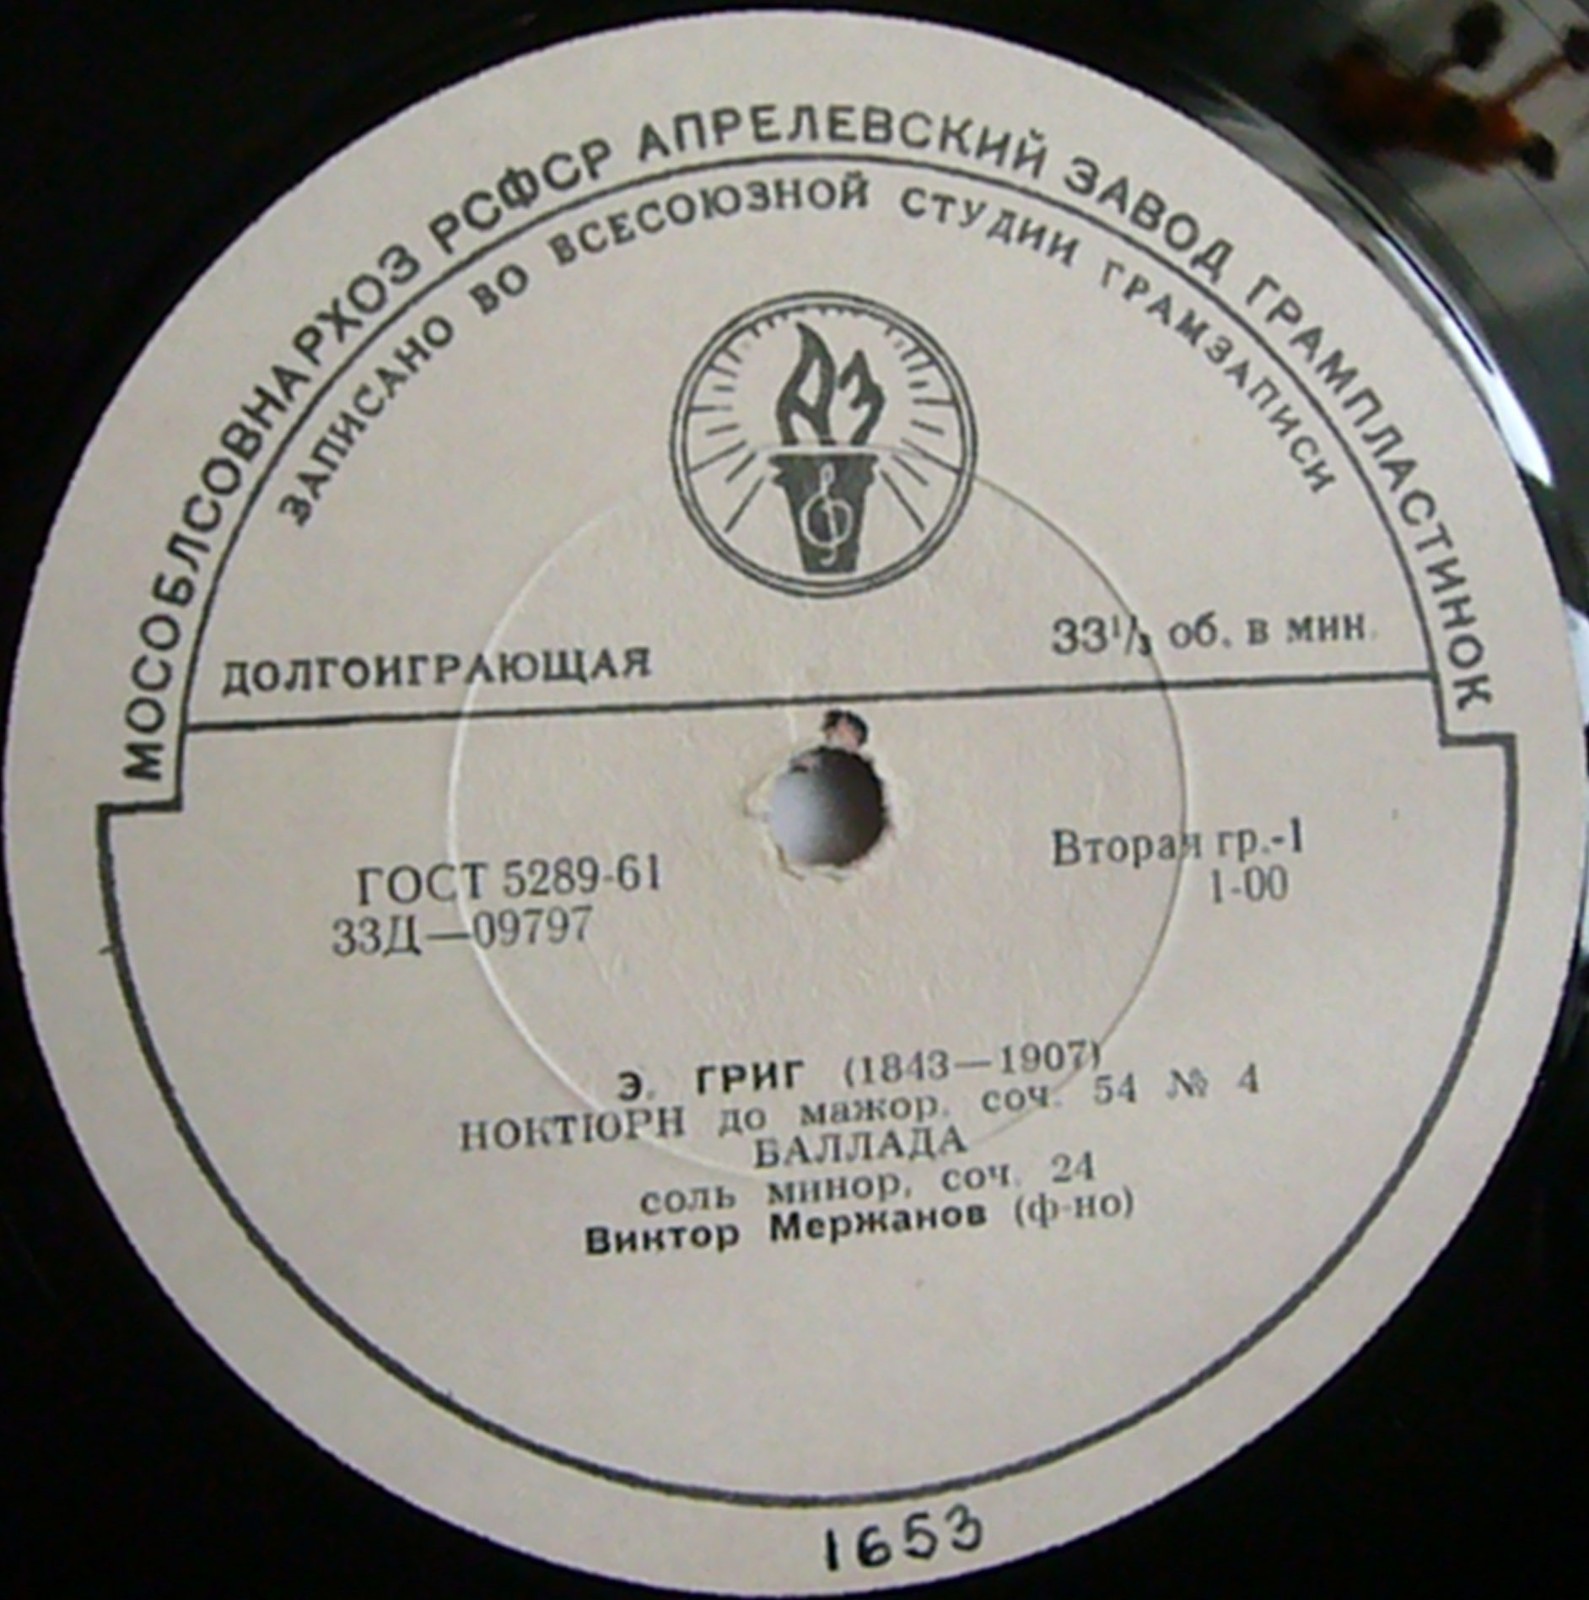 МОСОБЛСОВНАРХОЗ РСФСР АПРЕЛЕВСКИЙ ЗАВОД ГРАМПЛАСТИНОК
ЗАПИСАНО ВО ВСЕСОЮЗНОЙ СТУДИИ ГРАМЗАПИСИ
АЗ
ДОЛГОИГРАЮЩАЯ
33⅓ об. в мин.
ГОСТ 5289-61
33Д—09797
Вторая гр.-1
1-00
Э. ГРИГ (1843—1907)
НОКТЮРН до мажор, соч. 54 № 4
БАЛЛАДА
соль минор, соч. 24
Виктор Мержанов (ф-но)
1653